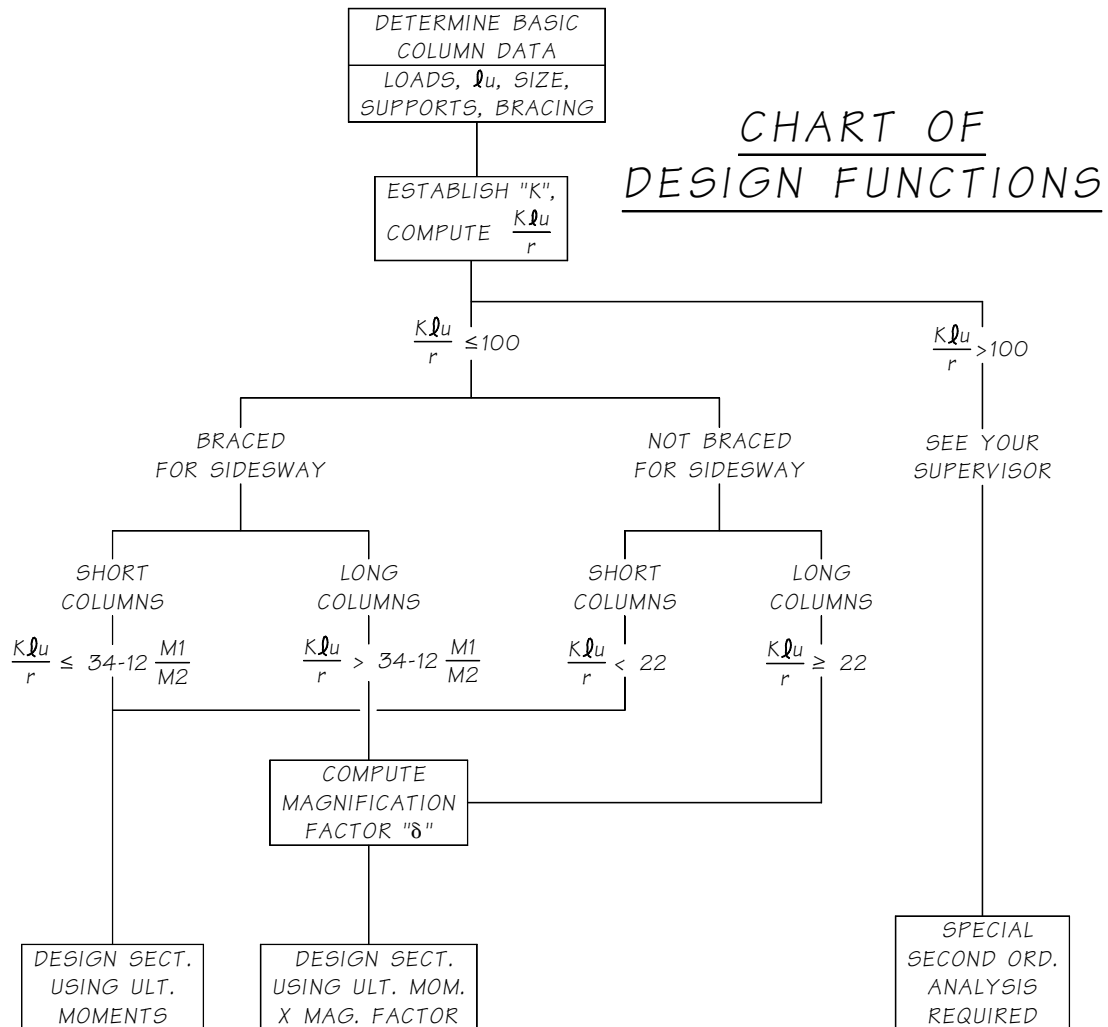 DETERMINE BASIC
COLUMN DATA
LOADS, ℓu, SIZE,
SUPPORTS, BRACING
CHART OF
DESIGN FUNCTIONS
ESTABLISH "K",
COMPUTE Kℓu/r
Kℓu/r ≤100
Kℓu/r >100
BRACED
FOR SIDESWAY
NOT BRACED
FOR SIDESWAY
SEE YOUR
SUPERVISOR
SHORT
COLUMNS
LONG
COLUMNS
SHORT
COLUMNS
LONG
COLUMNS
Kℓu/r ≤ 34-12 M1/M2
Kℓu/r > 34-12 M1/M2
Kℓu/r < 22
Kℓu/r ≥ 22
COMPUTE
MAGNIFICATION
FACTOR "δ"
DESIGN SECT.
USING ULT.
MOMENTS
DESIGN SECT.
USING ULT. MOM.
X MAG. FACTOR
SPECIAL
SECOND ORD.
ANALYSIS
REQUIRED